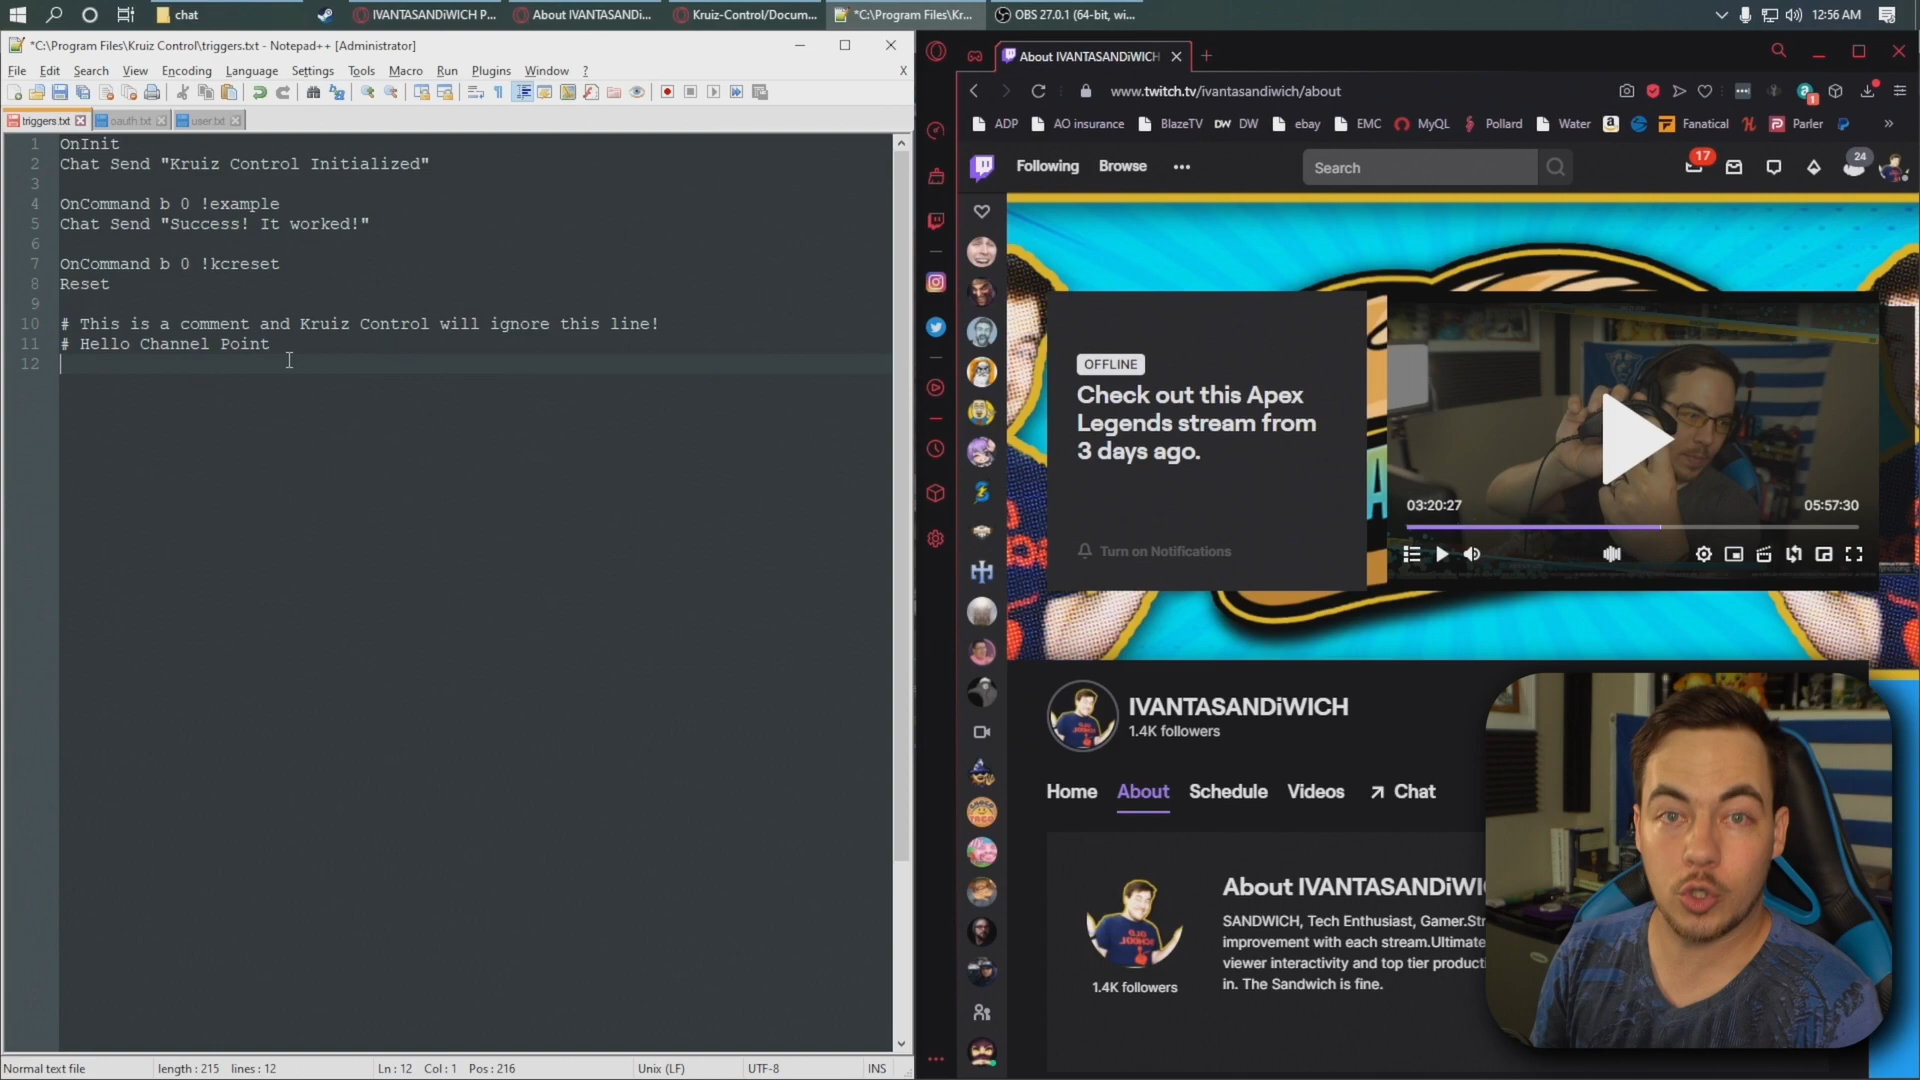 chat
IVANTASANDiWICH P...
About IVANTASANDi...
Kruiz-Control/Docum...
*C:\Program Files\Kr...
OBS 27.0.1 (64-bit, wi...
12:56 AM
*C:\Program Files\Kruiz Control\triggers.txt - Notepad++ [Administrator]
File Edit Search View Encoding Language Settings Tools Macro Run Plugins Window ? X
triggers.txt oauth.txt user.txt
1 OnInit
2 Chat Send "Kruiz Control Initialized"
3
4 OnCommand b 0 !example
5 Chat Send "Success! It worked!"
6
7 OnCommand b 0 !kcreset
8 Reset
9
10 # This is a comment and Kruiz Control will ignore this line!
11 # Hello Channel Point
12
Normal text file length : 215 lines : 12 Ln : 12 Col : 1 Pos : 216 Unix (LF) UTF-8 INS
About IVANTASANDiWICH
www.twitch.tv/ivantasandiwich/about
1
ADP AO insurance BlazeTV DW DW ebay EMC MyQL Pollard Water Fanatical Parler
Following Browse Search 17 24
OFFLINE
Check out this Apex
Legends stream from
3 days ago.
Turn on Notifications
03:20:27 05:57:30
IVANTASANDiWICH
1.4K followers
Home About Schedule Videos Chat
About IVANTASANDiWI
SANDWICH, Tech Enthusiast, Gamer.Str
improvement with each stream.Ultimate
viewer interactivity and top tier producti
in. The Sandwich is fine.
1.4K followers